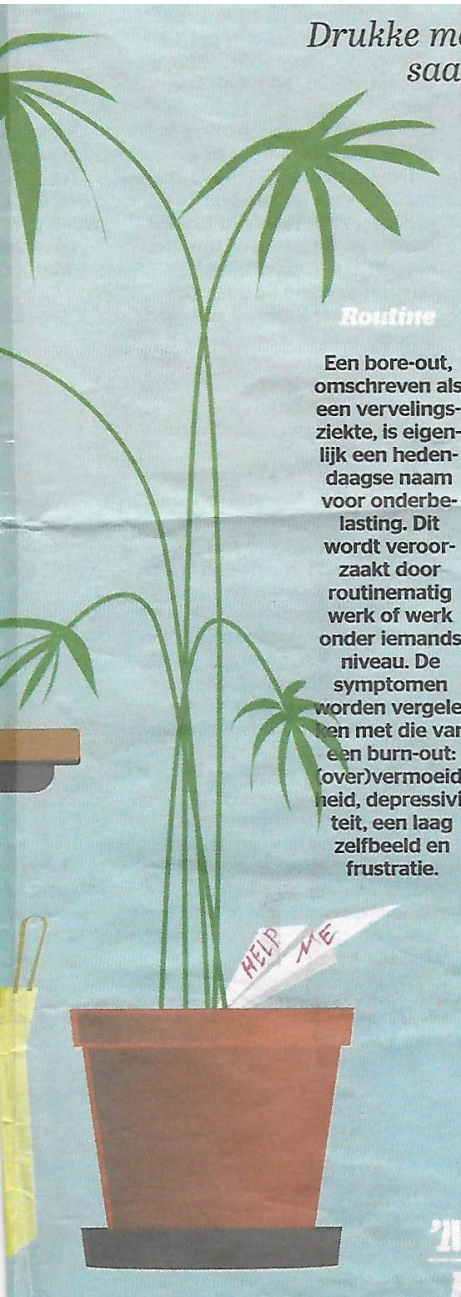 Drukke
saa
Routine
Een bore-out,
omschreven als
een vervelings-
ziekte, is eigen-
lijk een heden-
daagse naam
voor onderbe-
lasting. Dit
wordt veroor-
zaakt door
routinematig
werk of werk
onder iemands
niveau. De
symptomen
worden vergele
ken met die van
een burn-out:
(over)vermoeid
heid, depressivi
teit, een laag
zelfbeeld en
frustratie.
HELP ME